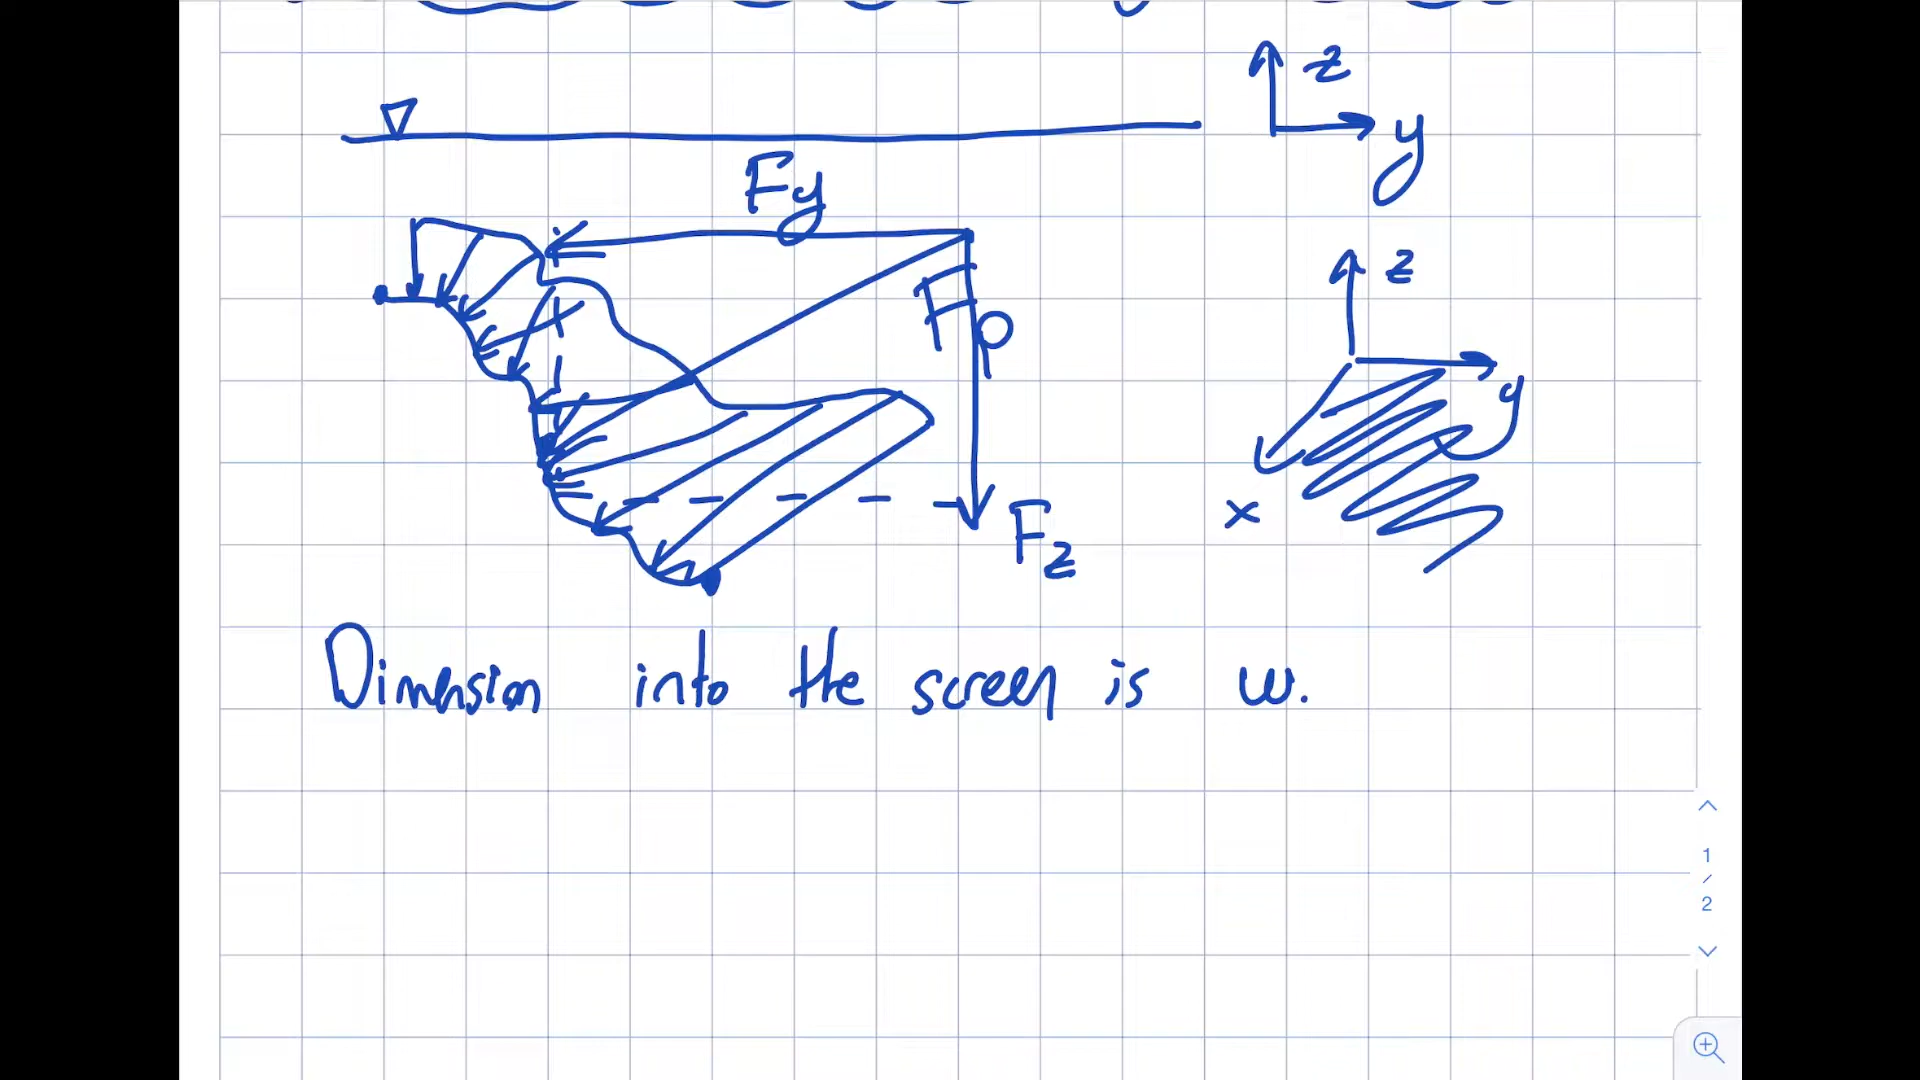 z
y
Fy
z
Fp
y
Fz
x
Dimension into the screen is w.
1
/
2